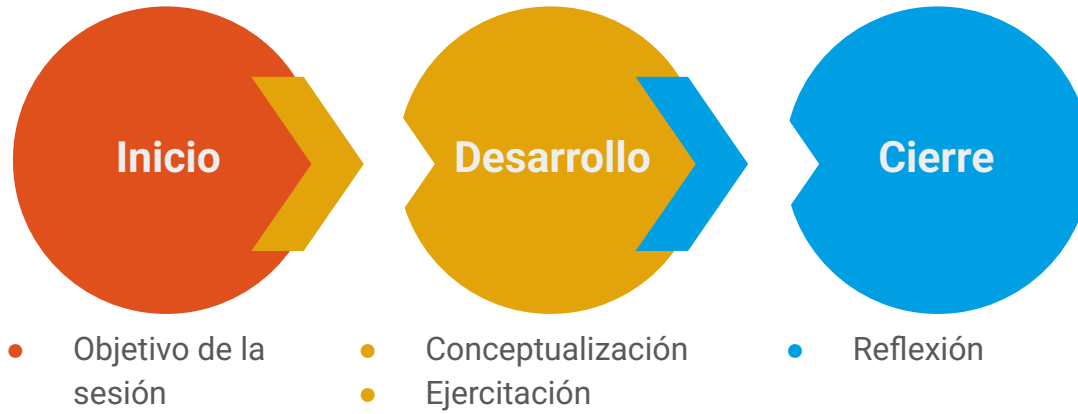 Inicio
Desarrollo
Cierre
● Objetivo de la
sesión
● Conceptualización
● Ejercitación
● Reflexión